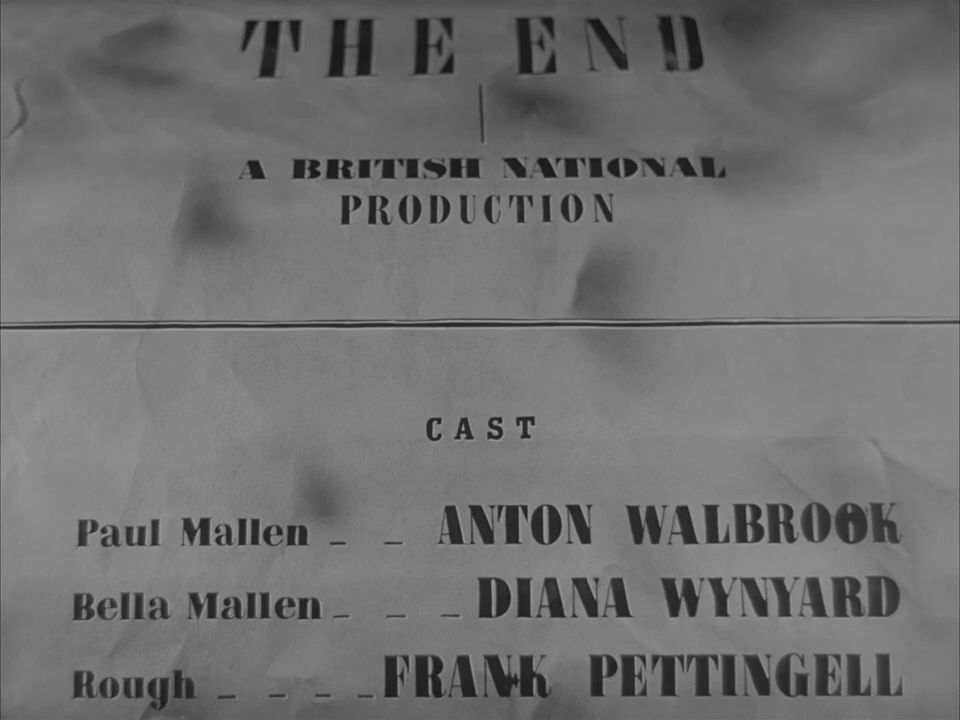 THE END
A BRITISH NATIONAL
PRODUCTION
CAST
Paul Mallen _ _ ANTON WALBROOK
Bella Mallen _ _ _ DIANA WYNYARD
Rough _ _ _ _ FRANK PETTINGELL